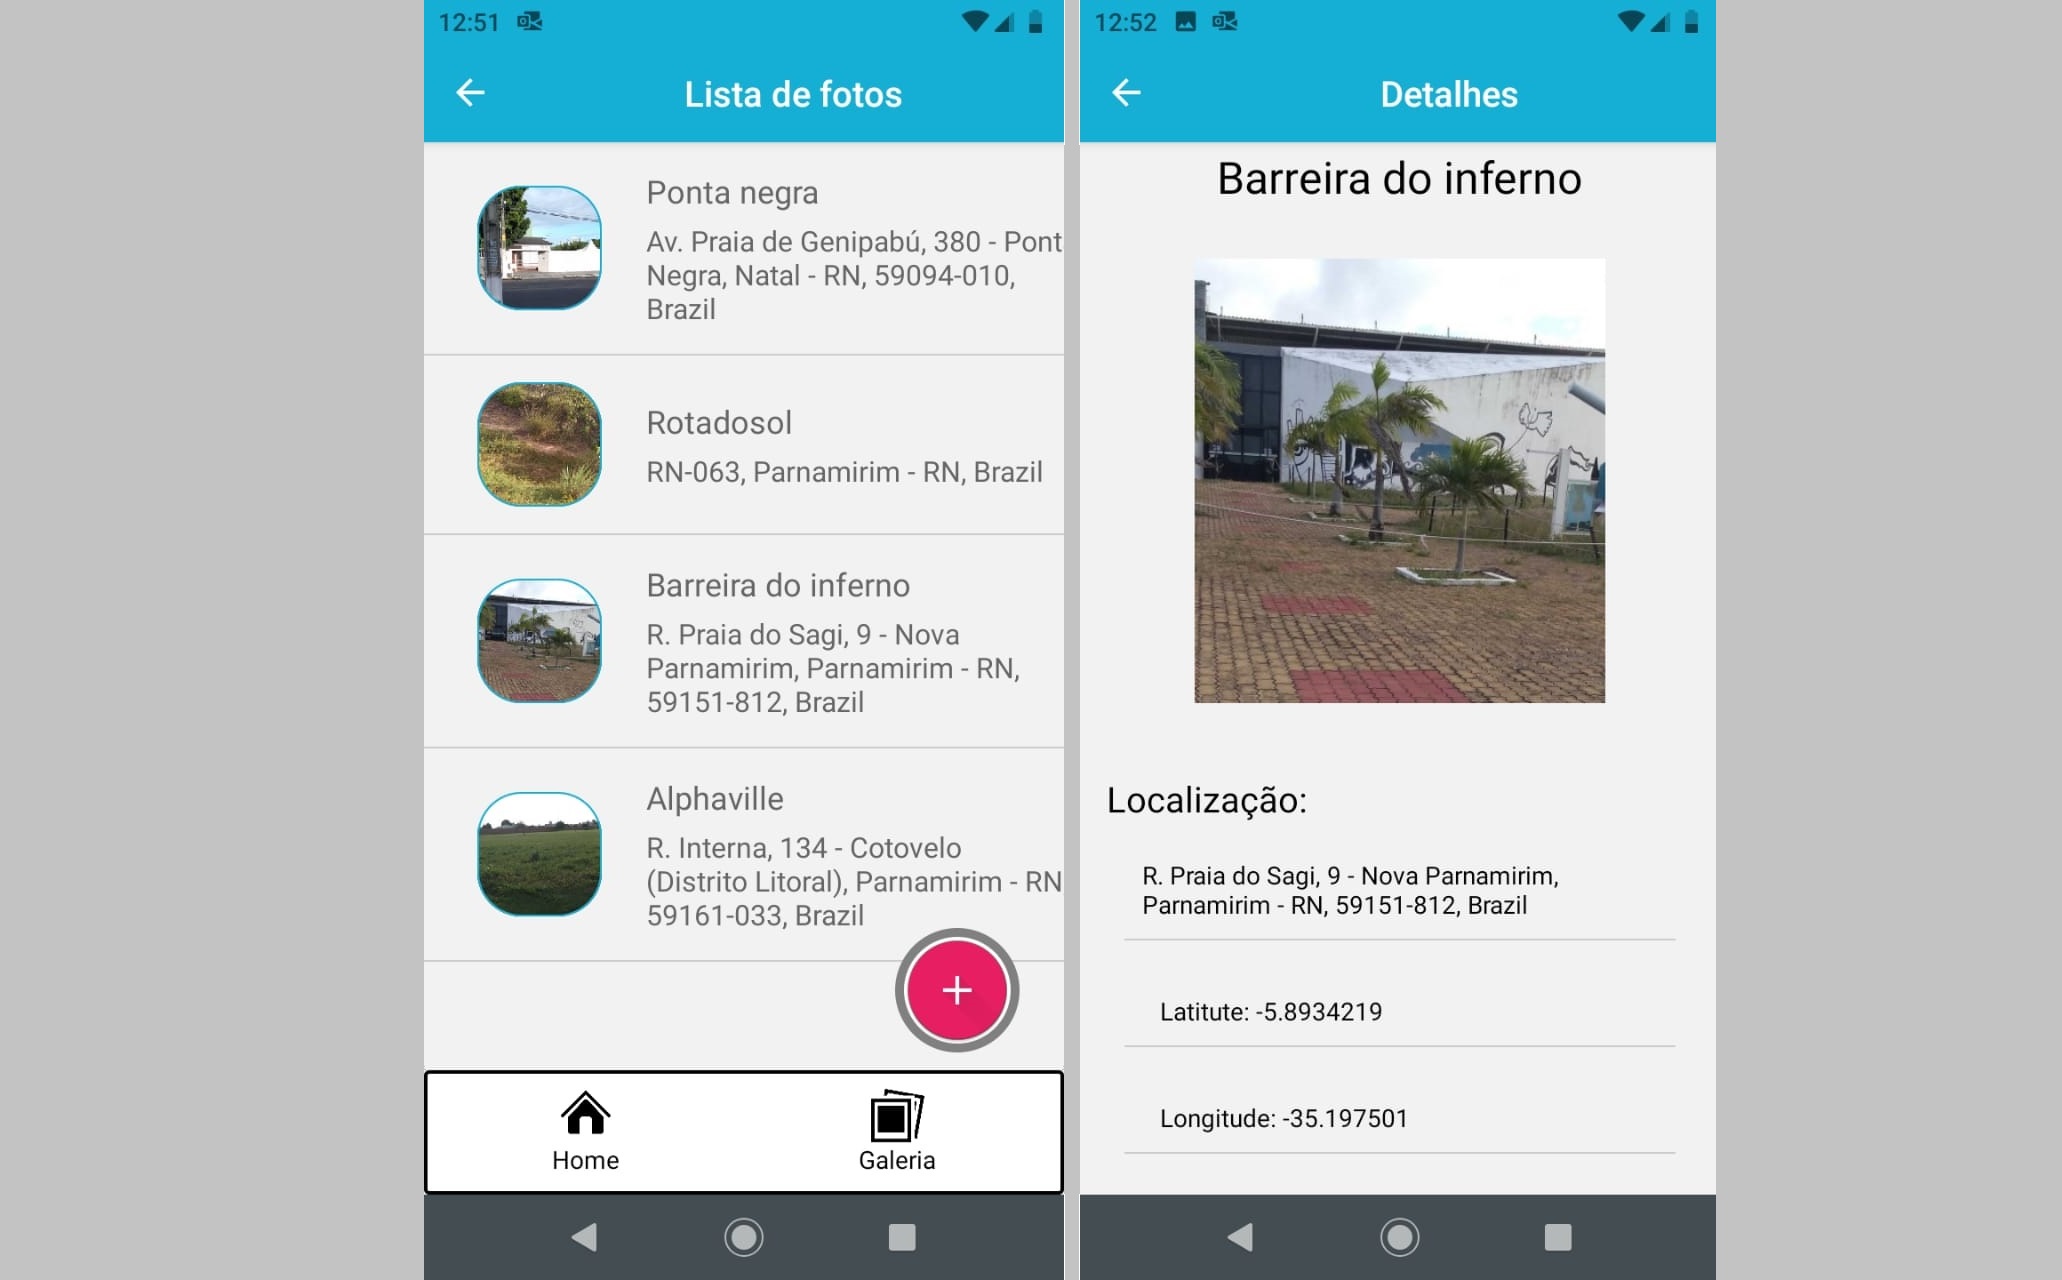 12:51
Lista de fotos
Ponta negra
Av. Praia de Genipabú, 380 - Pont
Negra, Natal - RN, 59094-010,
Brazil
Rotadosol
RN-063, Parnamirim - RN, Brazil
Barreira do inferno
R. Praia do Sagi, 9 - Nova
Parnamirim, Parnamirim - RN,
59151-812, Brazil
Alphaville
R. Interna, 134 - Cotovelo
(Distrito Litoral), Parnamirim - RN
59161-033, Brazil
Home
Galeria
12:52
Detalhes
Barreira do inferno
Localização:
R. Praia do Sagi, 9 - Nova Parnamirim,
Parnamirim - RN, 59151-812, Brazil
Latitute: -5.8934219
Longitude: -35.197501